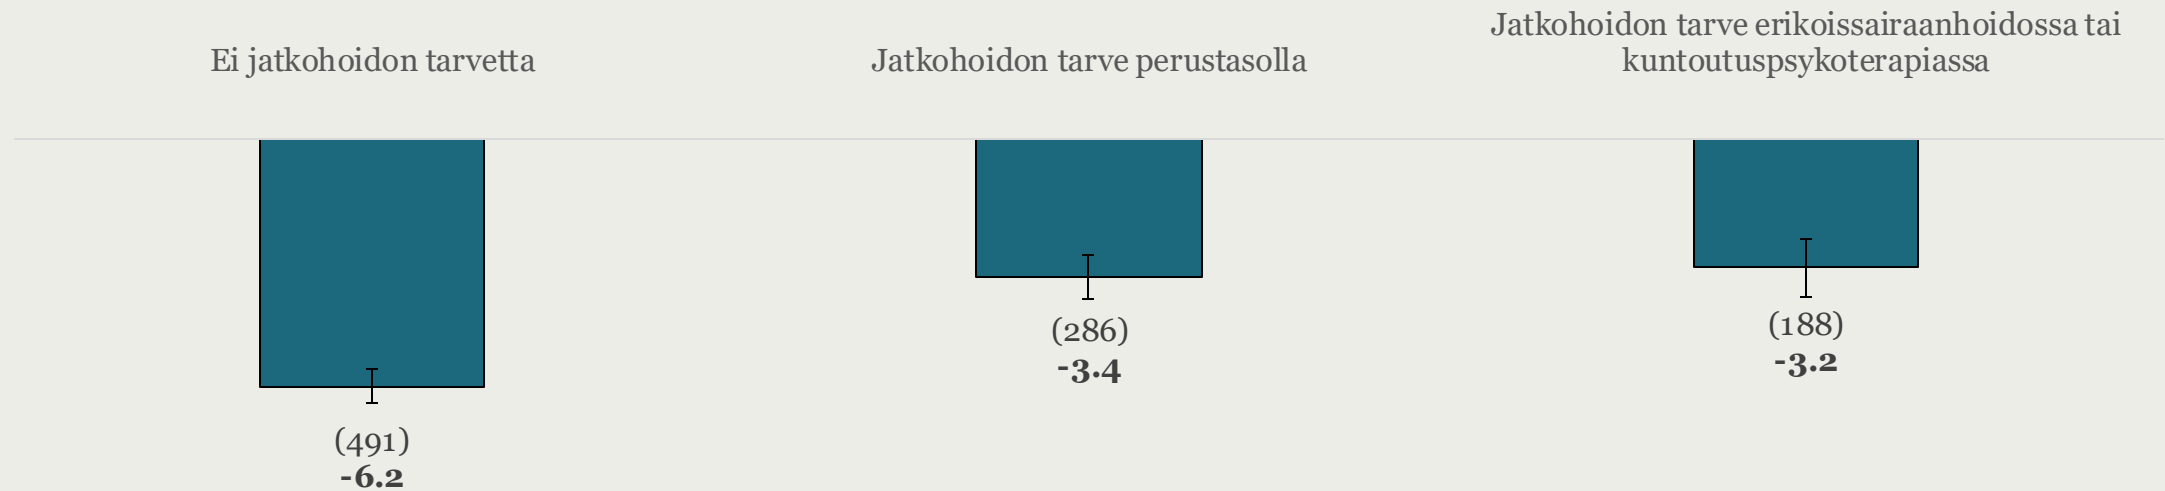 Ei jatkohoidon tarvetta
Jatkohoidon tarve perustasolla
Jatkohoidon tarve erikoissairaanhoidossa tai
kuntoutuspsykoterapiassa
(491)
-6.2
(286)
-3.4
(188)
-3.2